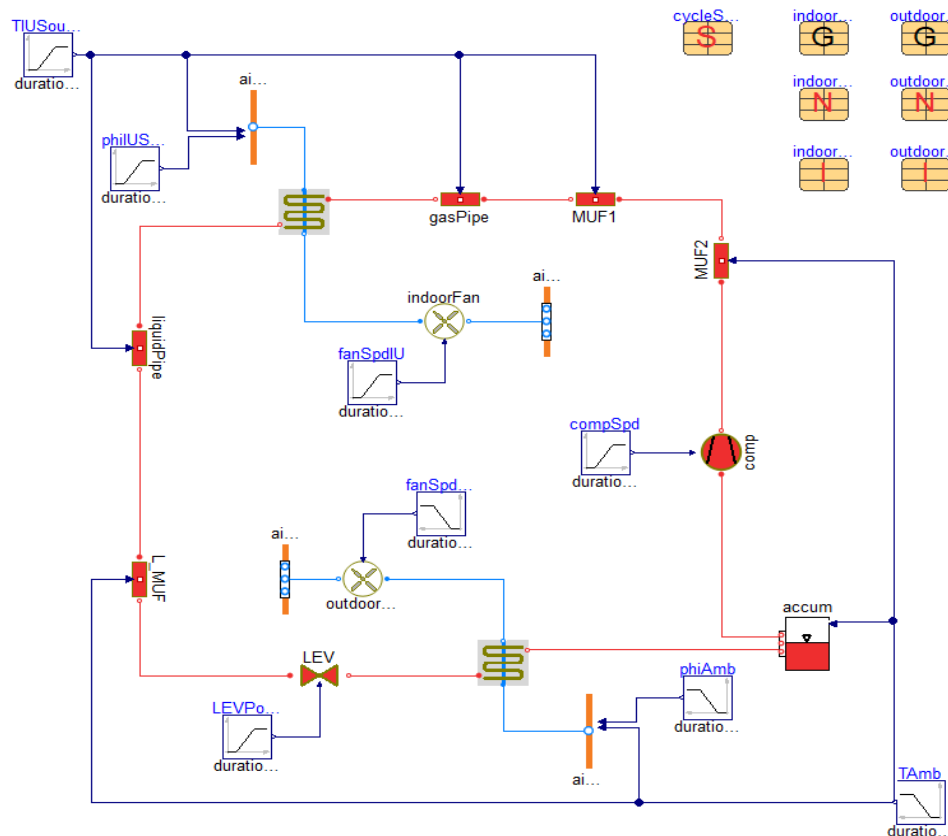 TIUSou...
duratio...
phiIUS...
duratio...
ai...
cycleS...
S
indoor...
G
outdoor...
G
indoor...
N
outdoor...
N
indoor...
I
outdoor...
I
gasPipe
MUF1
MUF2
liquidPipe
indoorFan
ai...
fanSpdIU
duratio...
compSpd
duratio...
comp
fanSpd...
duratio...
ai...
outdoor...
L_MUF
LEV
LEVPo...
duratio...
accum
phiAmb
duratio...
ai...
TAmb
duratio...